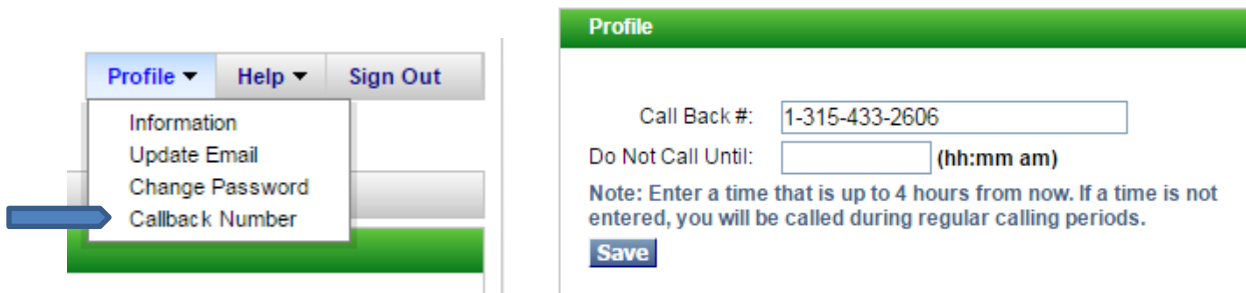 Profile ▼ Help ▼ Sign Out
Information
Update Email
Change Password
Callback Number
Profile
Call Back #: 1-315-433-2606
Do Not Call Until: (hh:mm am)
Note: Enter a time that is up to 4 hours from now. If a time is not
entered, you will be called during regular calling periods.
Save